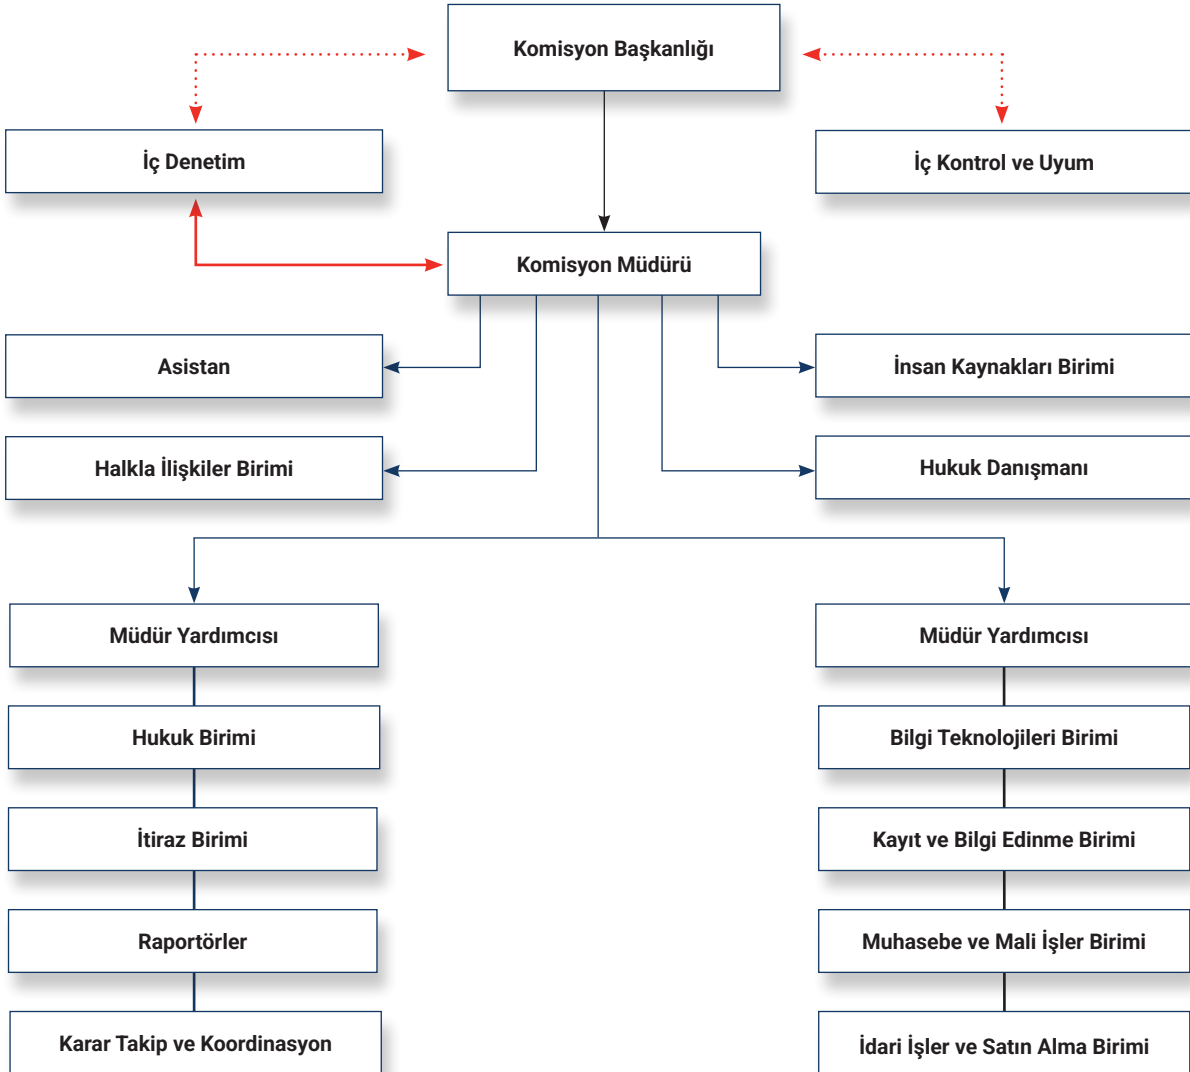 Komisyon Başkanlığı
İç Denetim
İç Kontrol ve Uyum
Komisyon Müdürü
Asistan
İnsan Kaynakları Birimi
Halkla İlişkiler Birimi
Hukuk Danışmanı
Müdür Yardımcısı
Müdür Yardımcısı
Hukuk Birimi
Bilgi Teknolojileri Birimi
İtiraz Birimi
Kayıt ve Bilgi Edinme Birimi
Raportörler
Muhasebe ve Mali İşler Birimi
Karar Takip ve Koordinasyon
İdari İşler ve Satın Alma Birimi